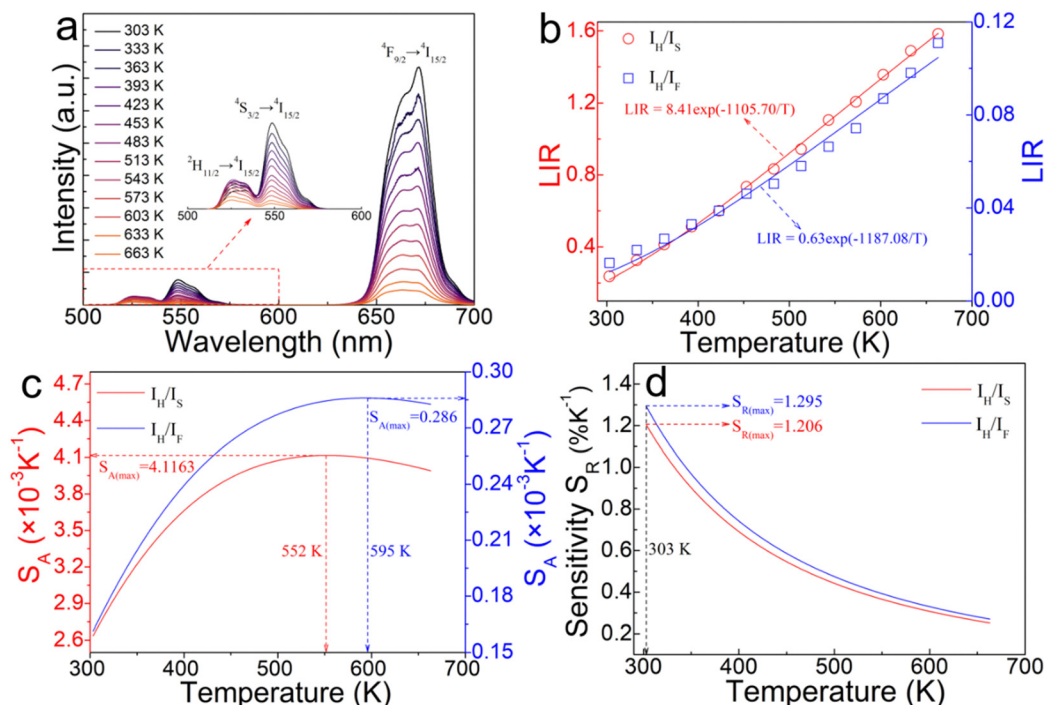 a
303 K
333 K
363 K
393 K
423 K
453 K
483 K
513 K
543 K
573 K
603 K
633 K
663 K
⁴F₉/₂→⁴I₁₅/₂
⁴S₃/₂→⁴I₁₅/₂
²H₁₁/₂→⁴I₁₅/₂
500 550 600
Intensity (a.u.)
500 550 600 650 700
Wavelength (nm)
b
I_H/I_S
I_H/I_F
LIR = 8.41exp(-1105.70/T)
LIR = 0.63exp(-1187.08/T)
1.6
1.2
0.8
0.4
LIR
0.12
0.08
0.04
0.00
LIR
300 400 500 600 700
Temperature (K)
c
I_H/I_S
I_H/I_F
S_A(max)=0.286
S_A(max)=4.1163
552 K
595 K
4.7
4.4
4.1
3.8
3.5
3.2
2.9
2.6
S_A (×10⁻³K⁻¹)
0.30
0.27
0.24
0.21
0.18
0.15
S_A (×10⁻³K⁻¹)
300 400 500 600 700
Temperature (K)
d
I_H/I_S
I_H/I_F
S_R(max)=1.295
S_R(max)=1.206
303 K
1.4
1.2
1.0
0.8
0.6
0.4
0.2
0.0
Sensitivity S_R (%K⁻¹)
300 400 500 600 700
Temperature (K)